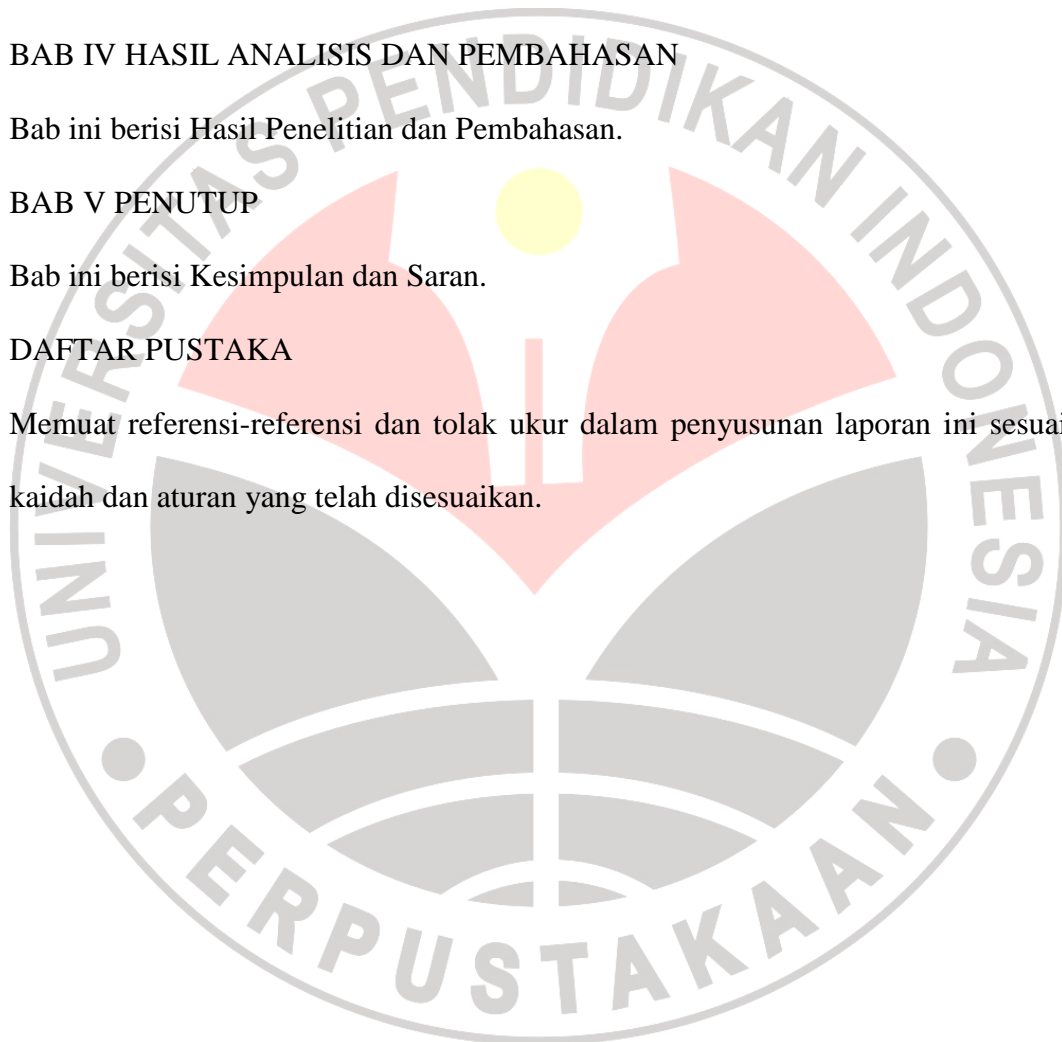 BAB IV HASIL ANALISIS DAN PEMBAHASAN
Bab ini berisi Hasil Penelitian dan Pembahasan.
BAB V PENUTUP
Bab ini berisi Kesimpulan dan Saran.
DAFTAR PUSTAKA
Memuat referensi-referensi dan tolak ukur dalam penyusunan laporan ini sesuai
kaidah dan aturan yang telah disesuaikan.
UNIVERSITAS PENDIDIKAN INDONESIA
PERPUSTAKAAN